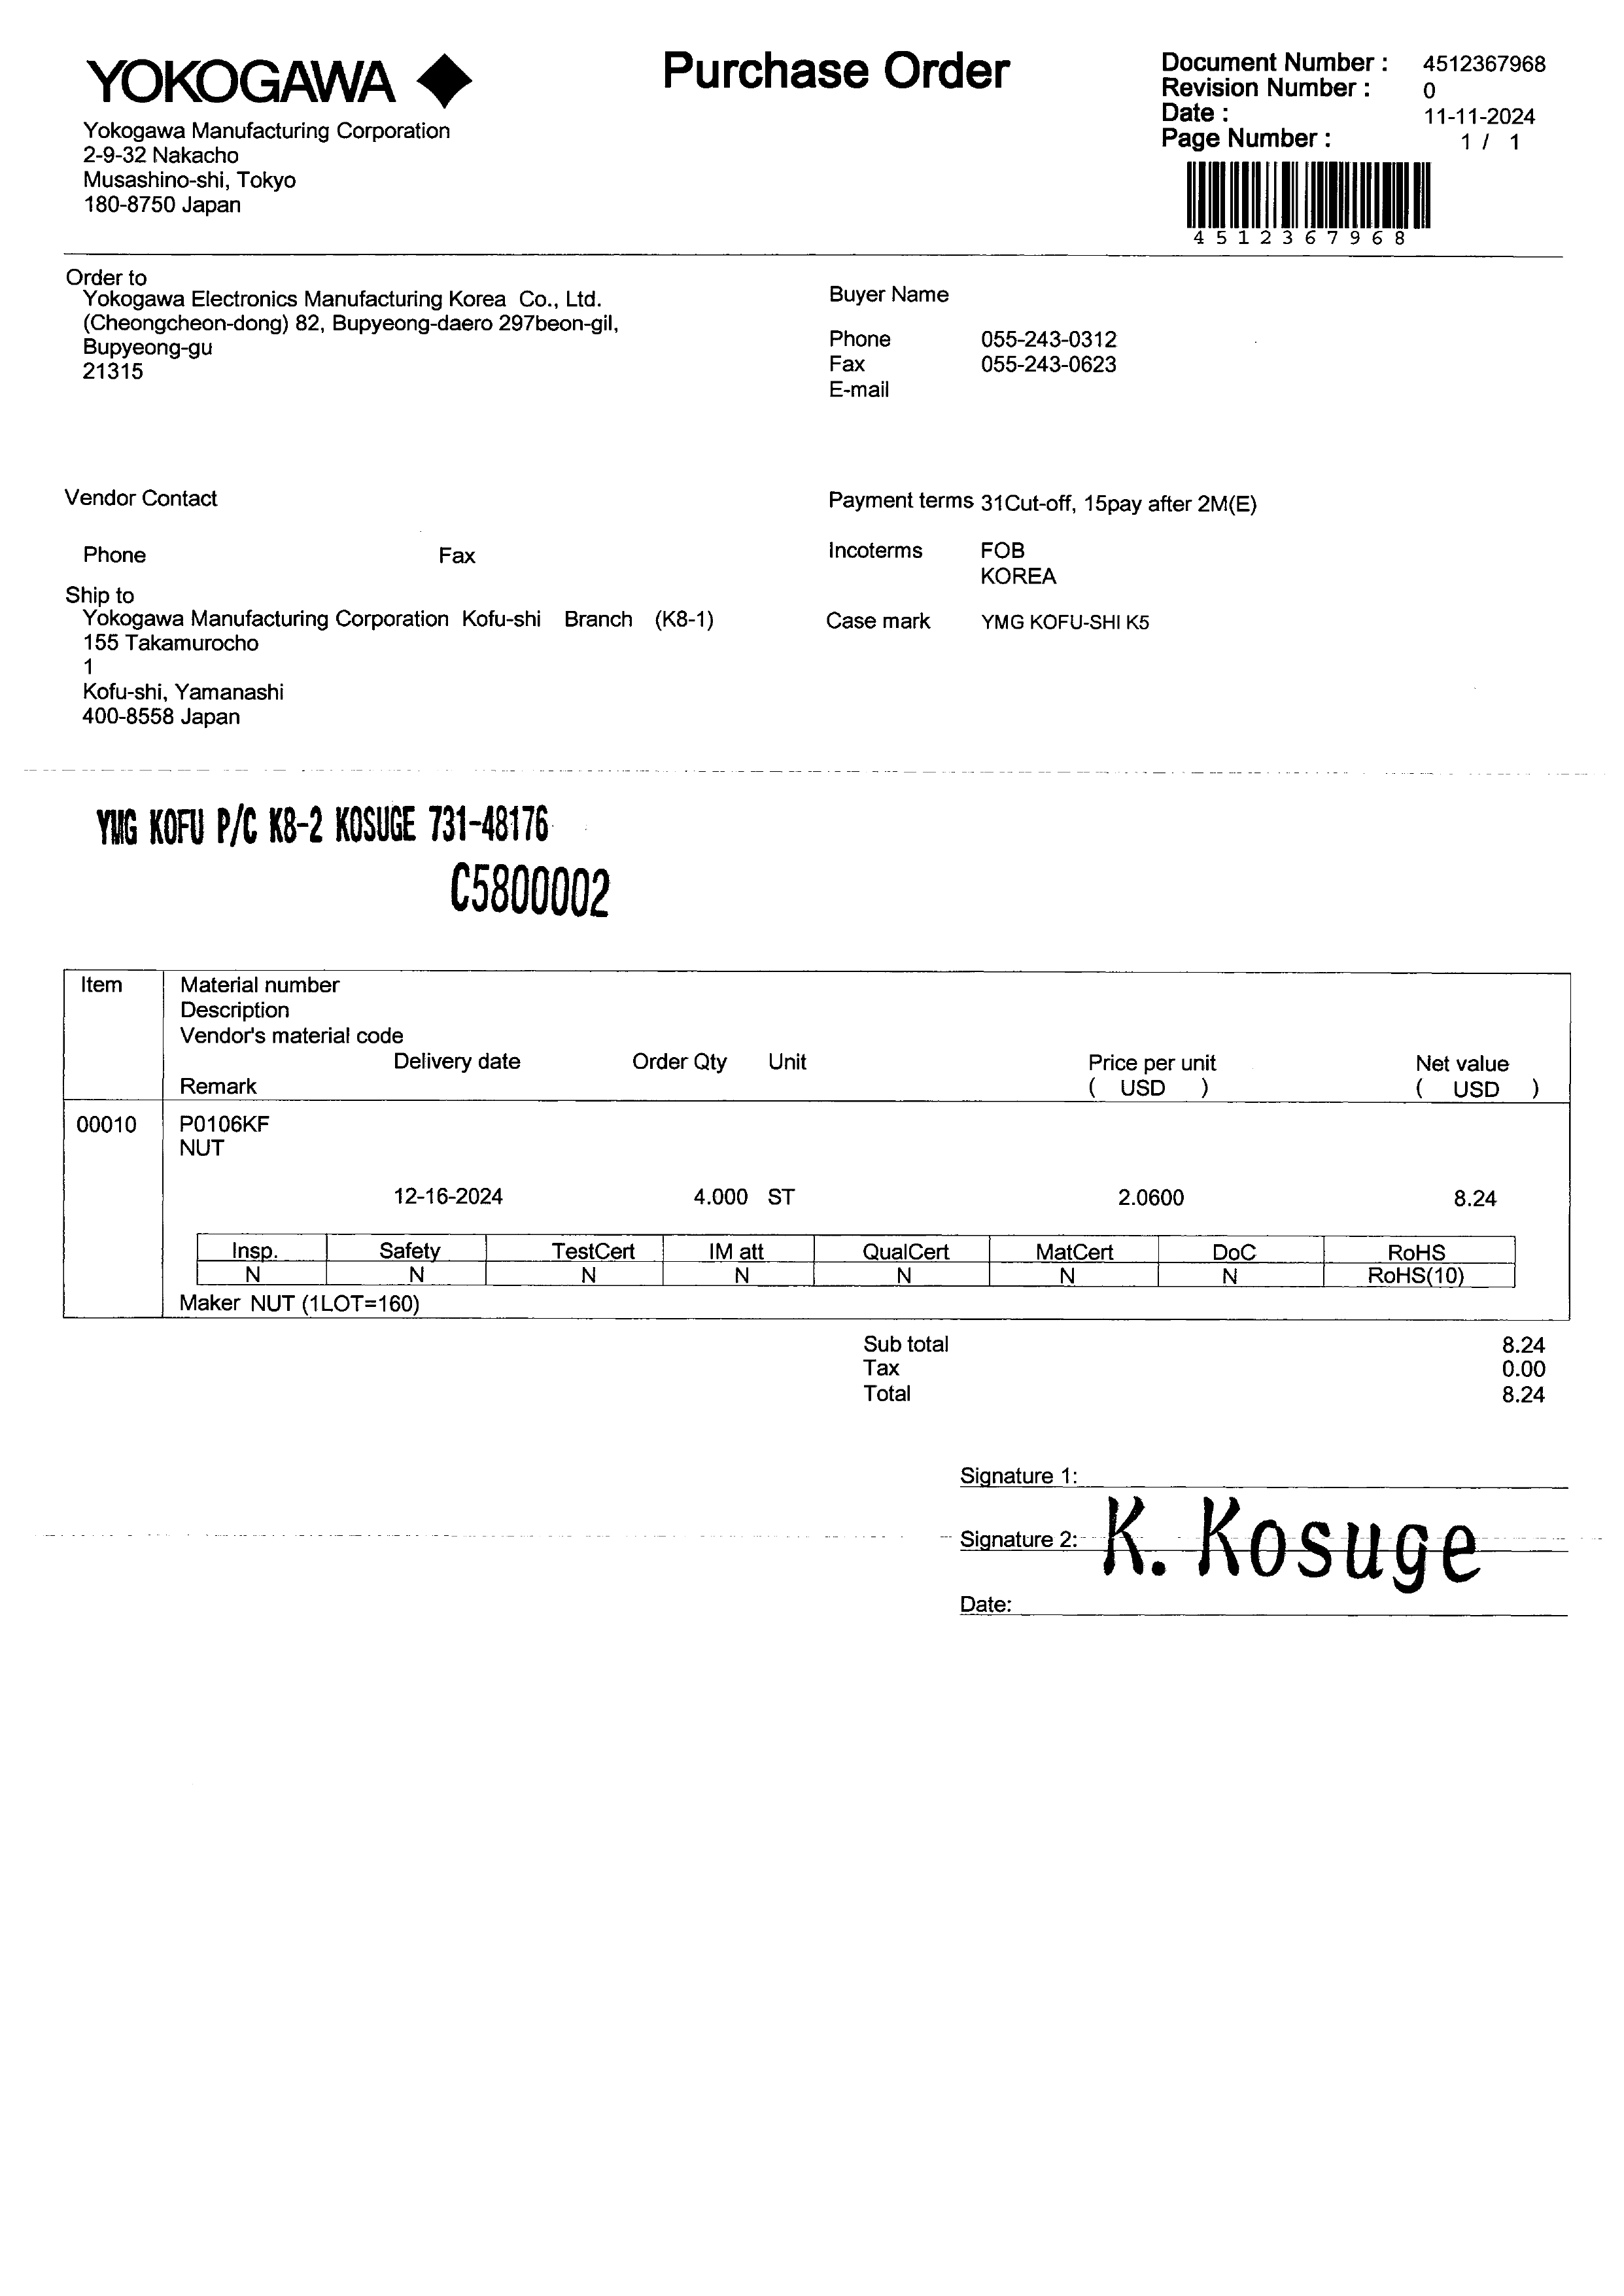 YOKOGAWA
Purchase Order
Document Number : 4512367968
Revision Number : 0
Date : 11-11-2024
Page Number : 1 / 1
4512367968
Yokogawa Manufacturing Corporation
2-9-32 Nakacho
Musashino-shi, Tokyo
180-8750 Japan
Order to
Yokogawa Electronics Manufacturing Korea Co., Ltd.
(Cheongcheon-dong) 82, Bupyeong-daero 297beon-gil,
Bupyeong-gu
21315
Buyer Name
Phone 055-243-0312
Fax 055-243-0623
E-mail
Vendor Contact
Phone Fax
Payment terms 31Cut-off, 15pay after 2M(E)
Incoterms FOB
KOREA
Ship to
Yokogawa Manufacturing Corporation Kofu-shi Branch (K8-1)
155 Takamurocho
1
Kofu-shi, Yamanashi
400-8558 Japan
Case mark YMG KOFU-SHI K5
YMG KOFU P/C K8-2 KOSUGE 731-48176
C5800002
Item Material number
Description
Vendor's material code
Delivery date Order Qty Unit Price per unit Net value
Remark ( USD ) ( USD )
00010 P0106KF
NUT
12-16-2024 4.000 ST 2.0600 8.24
Insp. Safety TestCert IM att QualCert MatCert DoC RoHS
N N N N N N N RoHS(10)
Maker NUT (1LOT=160)
Sub total 8.24
Tax 0.00
Total 8.24
Signature 1:
Signature 2: K. Kosuge
Date: